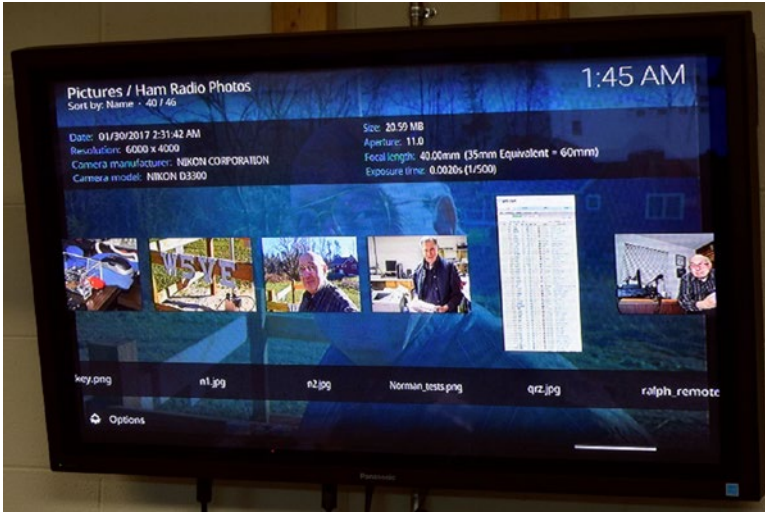 Pictures / Ham Radio Photos
Sort by: Name · 40 / 46
1:45 AM
Date: 01/30/2017 2:31:42 AM
Resolution: 6000 x 4000
Camera manufacturer: NIKON CORPORATION
Camera model: NIKON D3300
Size: 20.59 MB
Aperture: 11.0
Focal length: 40.00mm (35mm Equivalent = 60mm)
Exposure time: 0.0020s (1/500)
W5VE
key.png
n1.jpg
n2.jpg
Norman_tests.png
qrz.jpg
ralph_remote
Options
Panasonic